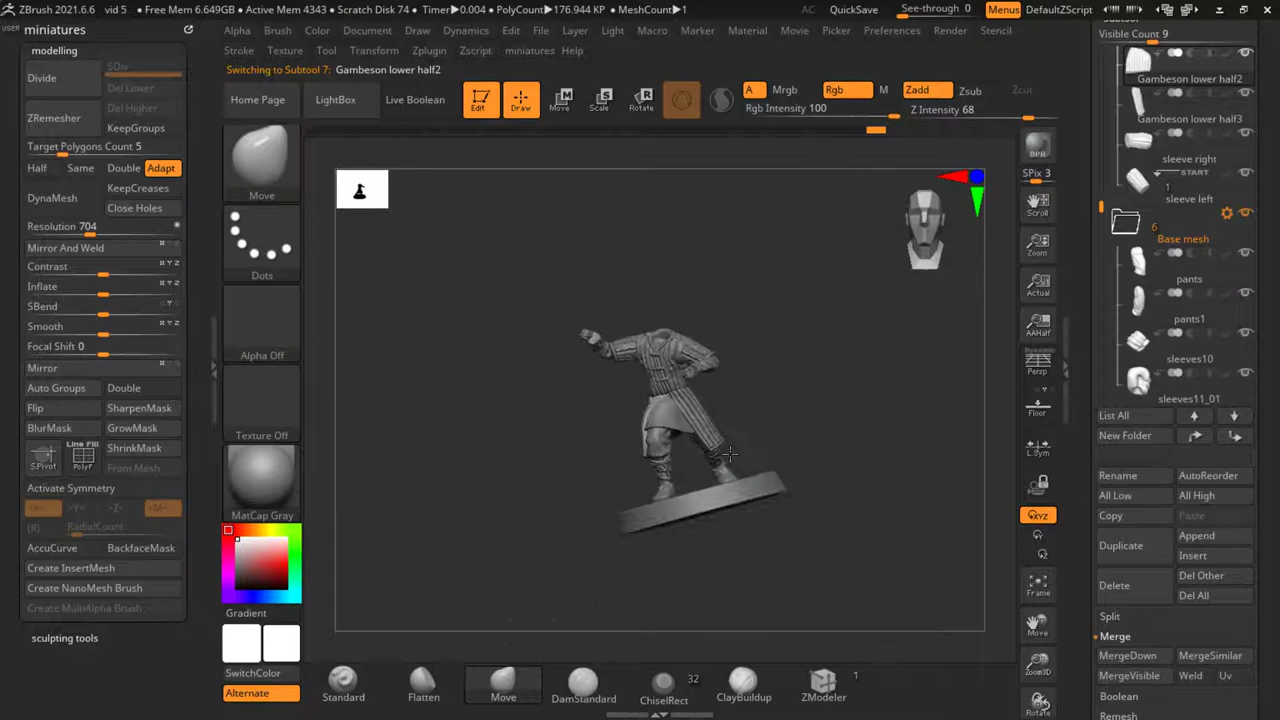 ZBrush 2021.6.6 vid 5 • Free Mem 6.649GB • Active Mem 4343 • Scratch Disk 74 • Timer▶0.004 • PolyCount▶176.944 KP • MeshCount▶1
AC QuickSave See-through 0 Menus DefaultZScript
USER miniatures
Alpha Brush Color Document Draw Dynamics Edit File Layer Light Macro Marker Material Movie Picker Preferences Render Stencil
Stroke Texture Tool Transform Zplugin Zscript miniatures Help
Switching to Subtool 7: Gambeson lower half2
modelling
Divide
SDiv
Del Lower
Del Higher
ZRemesher
KeepGroups
Target Polygons Count 5
Half Same Double Adapt
KeepCreases
DynaMesh
Close Holes
Resolution 704
Mirror And Weld
Contrast
Inflate
SBend
Smooth
Focal Shift 0
Mirror
Auto Groups Double
Flip SharpenMask
BlurMask GrowMask
S.Pivot
Line Fill
PolyF
ShrinkMask
From Mesh
Activate Symmetry
>X< >Y< >Z< >M<
(R) RadialCount
AccuCurve BackfaceMask
Create InsertMesh
Create NanoMesh Brush
Create MultiAlpha Brush
sculpting tools
Home Page LightBox Live Boolean
Edit Draw Move Scale Rotate
A Mrgb Rgb M Zadd Zsub Zcut
Rgb Intensity 100 Z Intensity 68
Move
Dots
Alpha Off
Texture Off
MatCap Gray
Gradient
SwitchColor
Alternate
Standard Flatten Move DamStandard ChiselRect 32 ClayBuildup ZModeler 1
BPR
SPix 3
Scroll
Zoom
Actual
AAHalf
Dynamic
Persp
Floor
L.Sym
XYZ
Frame
Move
Zoom3D
Rotate
Subtool
Visible Count 9
Gambeson lower half2
Gambeson lower half3
sleeve right
START
1
sleeve left
6
Base mesh
pants
pants1
sleeves10
sleeves11_01
List All
New Folder
Rename AutoReorder
All Low All High
Copy Paste
Duplicate
Append
Insert
Delete
Del Other
Del All
Split
Merge
MergeDown MergeSimilar
MergeVisible Weld Uv
Boolean
Remesh